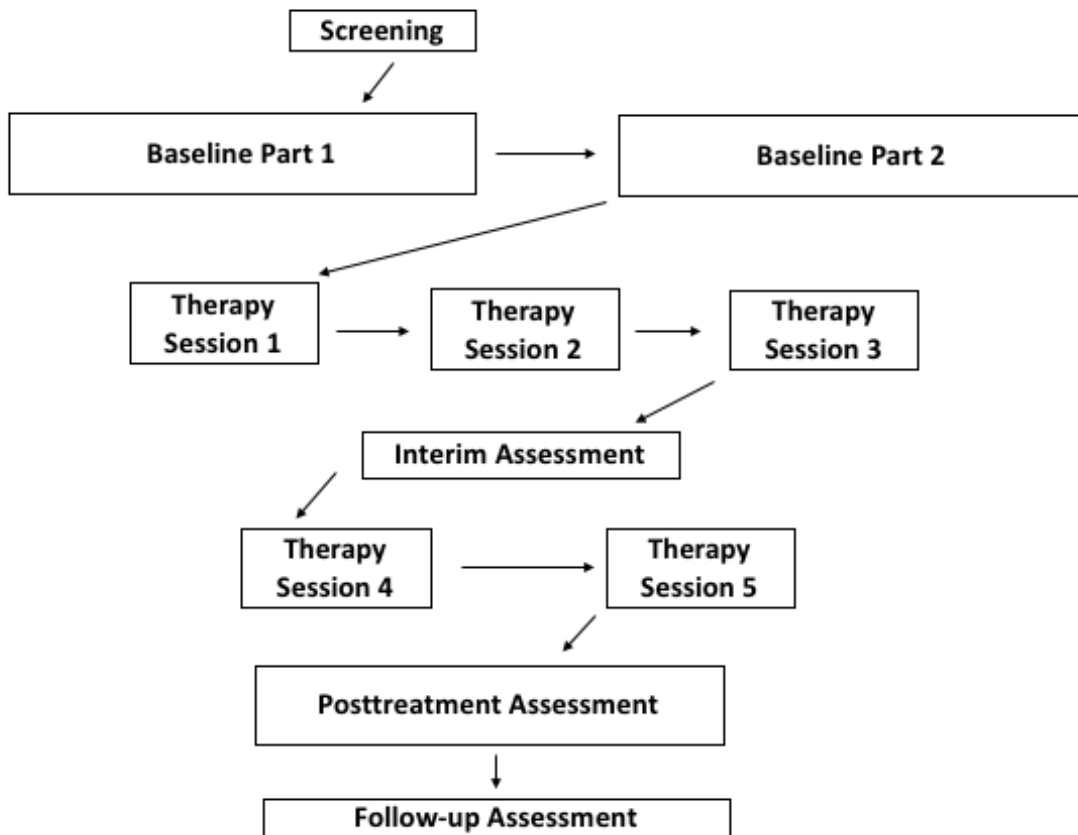 Screening
Baseline Part 1
Baseline Part 2
Therapy
Session 1
Therapy
Session 2
Therapy
Session 3
Interim Assessment
Therapy
Session 4
Therapy
Session 5
Posttreatment Assessment
Follow-up Assessment